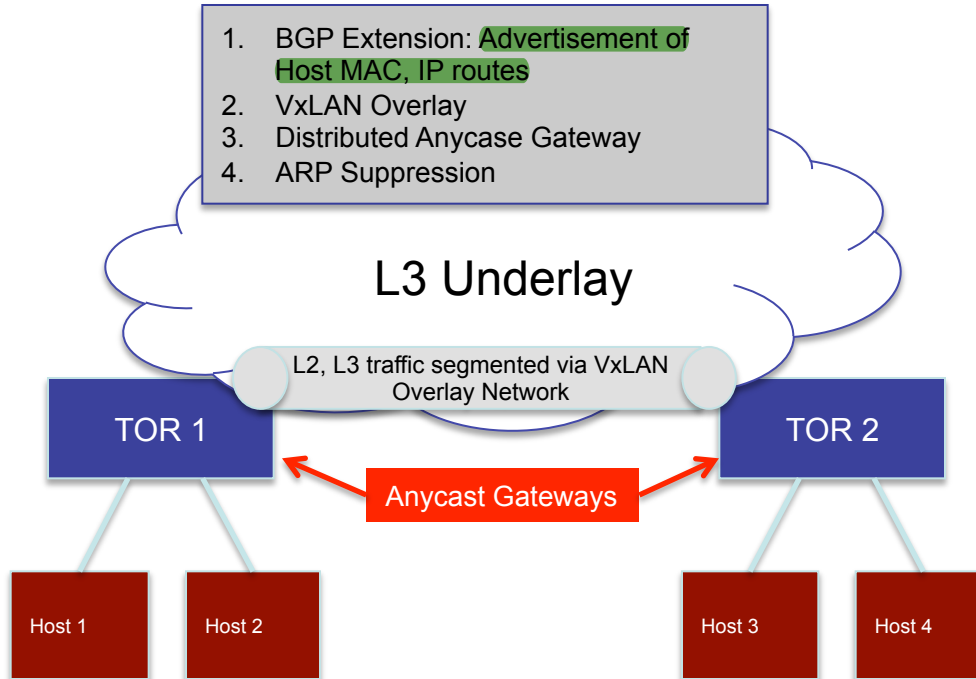 1. BGP Extension: Advertisement of
Host MAC, IP routes
2. VxLAN Overlay
3. Distributed Anycase Gateway
4. ARP Suppression
L3 Underlay
L2, L3 traffic segmented via VxLAN
Overlay Network
TOR 1
TOR 2
Anycast Gateways
Host 1
Host 2
Host 3
Host 4